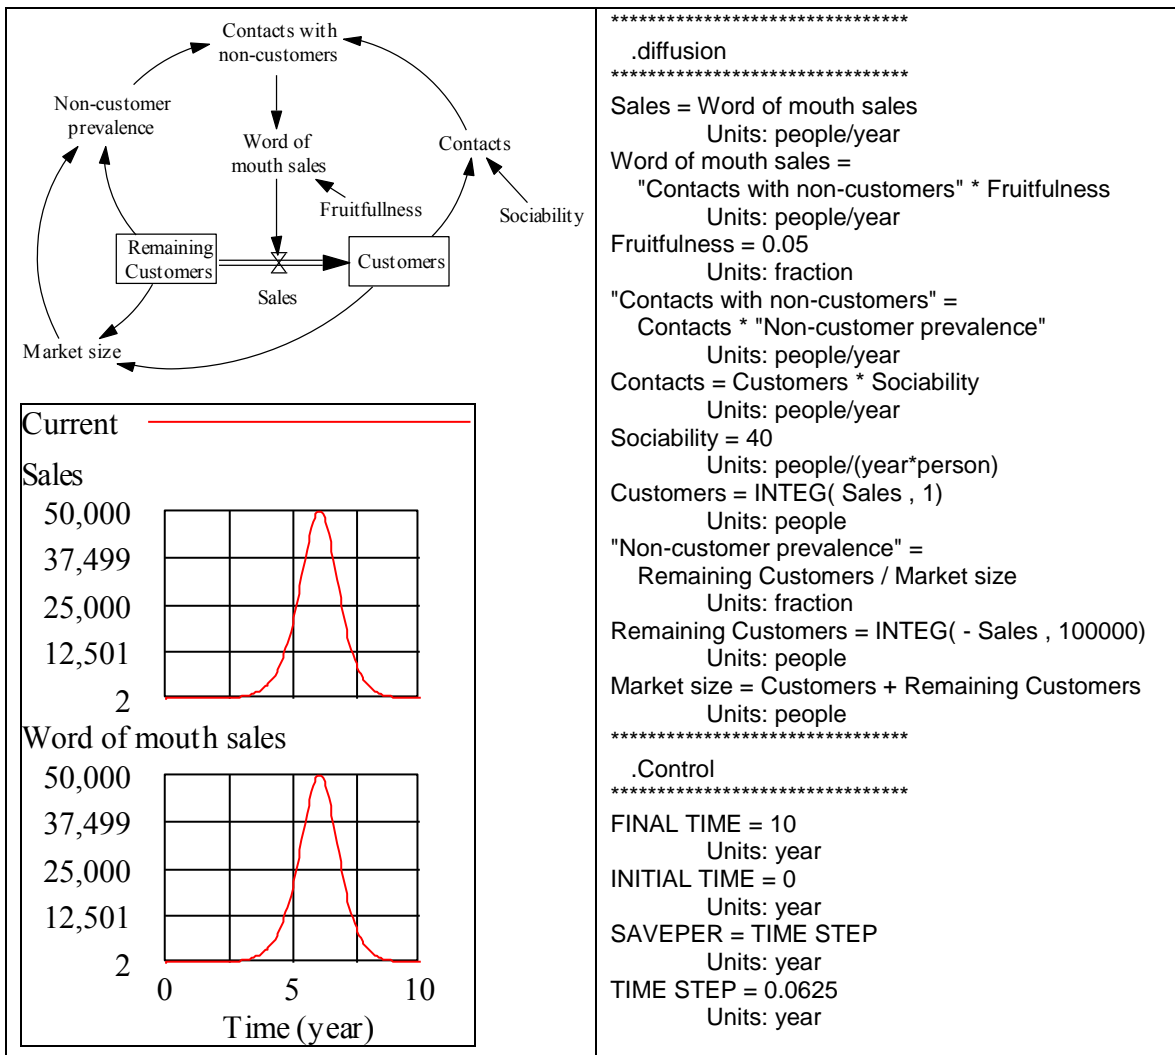 Contacts with
non-customers
Non-customer
prevalence
Word of
mouth sales
Contacts
Fruitfullness
Sociability
Remaining
Customers
Customers
Sales
Market size
Current
Sales
50,000
37,499
25,000
12,501
2
Word of mouth sales
50,000
37,499
25,000
12,501
2
0 5 10
Time (year)
********************************
.diffusion
********************************
Sales = Word of mouth sales
Units: people/year
Word of mouth sales =
"Contacts with non-customers" * Fruitfulness
Units: people/year
Fruitfulness = 0.05
Units: fraction
"Contacts with non-customers" =
Contacts * "Non-customer prevalence"
Units: people/year
Contacts = Customers * Sociability
Units: people/year
Sociability = 40
Units: people/(year*person)
Customers = INTEG( Sales , 1)
Units: people
"Non-customer prevalence" =
Remaining Customers / Market size
Units: fraction
Remaining Customers = INTEG( - Sales , 100000)
Units: people
Market size = Customers + Remaining Customers
Units: people
********************************
.Control
********************************
FINAL TIME = 10
Units: year
INITIAL TIME = 0
Units: year
SAVEPER = TIME STEP
Units: year
TIME STEP = 0.0625
Units: year